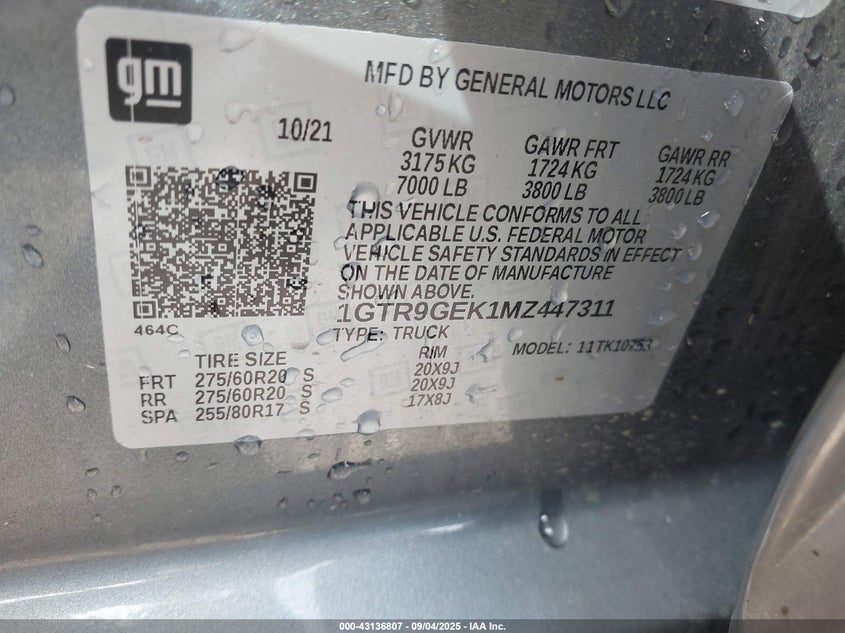 gm
MFD BY GENERAL MOTORS LLC
10/21
GVWR
3175 KG
7000 LB
GAWR FRT
1724 KG
3800 LB
GAWR RR
1724 KG
3800 LB
THIS VEHICLE CONFORMS TO ALL
APPLICABLE U.S. FEDERAL MOTOR
VEHICLE SAFETY STANDARDS IN EFFECT
ON THE DATE OF MANUFACTURE
SHOWN ABOVE.
464C
1GTR9GEK1MZ447311
TYPE: TRUCK
MODEL: 11TK10753
TIRE SIZE RIM
FRT 275/60R20 S 20X9J
RR 275/60R20 S 20X9J
SPA 255/80R17 S 17X8J
000-43136807 - 09/04/2025 - IAA Inc.